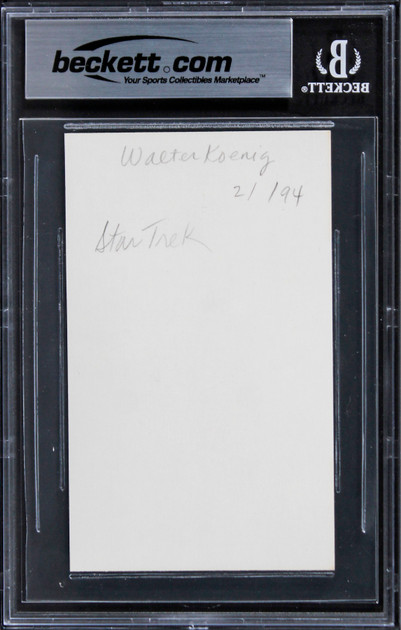 beckett.com
Your Sports Collectibles Marketplace™
BECKETT®
Walter Koenig
2/ /94
Star Trek